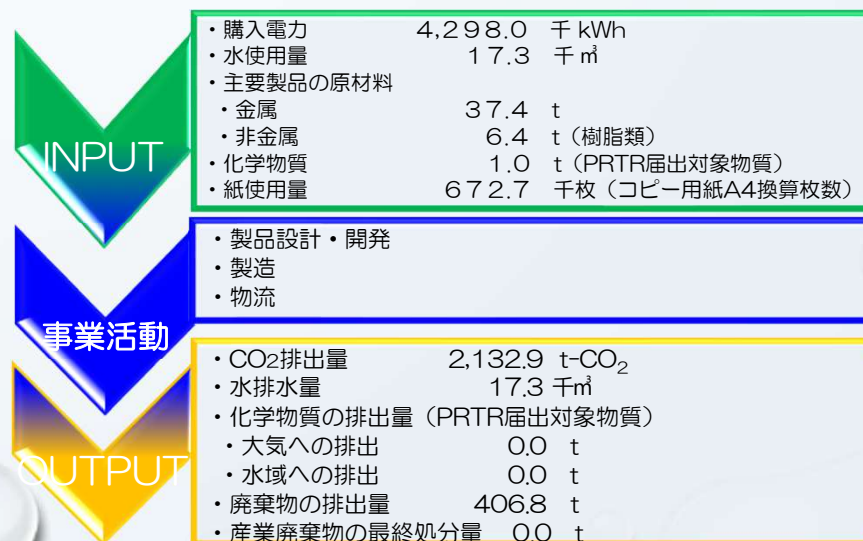 INPUT
・購入電力 4,298.0 千 kWh
・水使用量 17.3 千㎥
・主要製品の原材料
・金属 37.4 t
・非金属 6.4 t（樹脂類）
・化学物質 1.0 t（PRTR届出対象物質）
・紙使用量 672.7 千枚（コピー用紙A4換算枚数）
事業活動
・製品設計・開発
・製造
・物流
OUTPUT
・CO2排出量 2,132.9 t-CO₂
・水排水量 17.3 千㎥
・化学物質の排出量（PRTR届出対象物質）
・大気への排出 0.0 t
・水域への排出 0.0 t
・廃棄物の排出量 406.8 t
・産業廃棄物の最終処分量 0.0 t